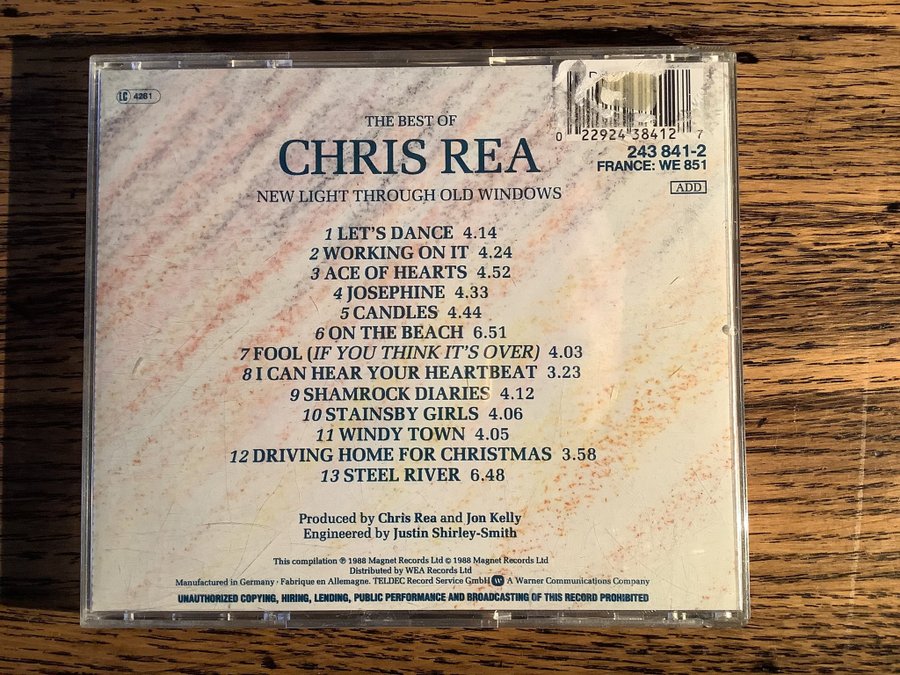 LC 4281
THE BEST OF
CHRIS REA
NEW LIGHT THROUGH OLD WINDOWS
0 22924 38412 7
243 841-2
FRANCE: WE 851
ADD
1 LET'S DANCE 4.14
2 WORKING ON IT 4.24
3 ACE OF HEARTS 4.52
4 JOSEPHINE 4.33
5 CANDLES 4.44
6 ON THE BEACH 6.51
7 FOOL (IF YOU THINK IT'S OVER) 4.03
8 I CAN HEAR YOUR HEARTBEAT 3.23
9 SHAMROCK DIARIES 4.12
10 STAINSBY GIRLS 4.06
11 WINDY TOWN 4.05
12 DRIVING HOME FOR CHRISTMAS 3.58
13 STEEL RIVER 6.48
Produced by Chris Rea and Jon Kelly
Engineered by Justin Shirley-Smith
This compilation ℗ 1988 Magnet Records Ltd © 1988 Magnet Records Ltd
Distributed by WEA Records Ltd
Manufactured in Germany · Fabrique en Allemagne. TELDEC Record Service GmbH A Warner Communications Company
UNAUTHORIZED COPYING, HIRING, LENDING, PUBLIC PERFORMANCE AND BROADCASTING OF THIS RECORD PROHIBITED